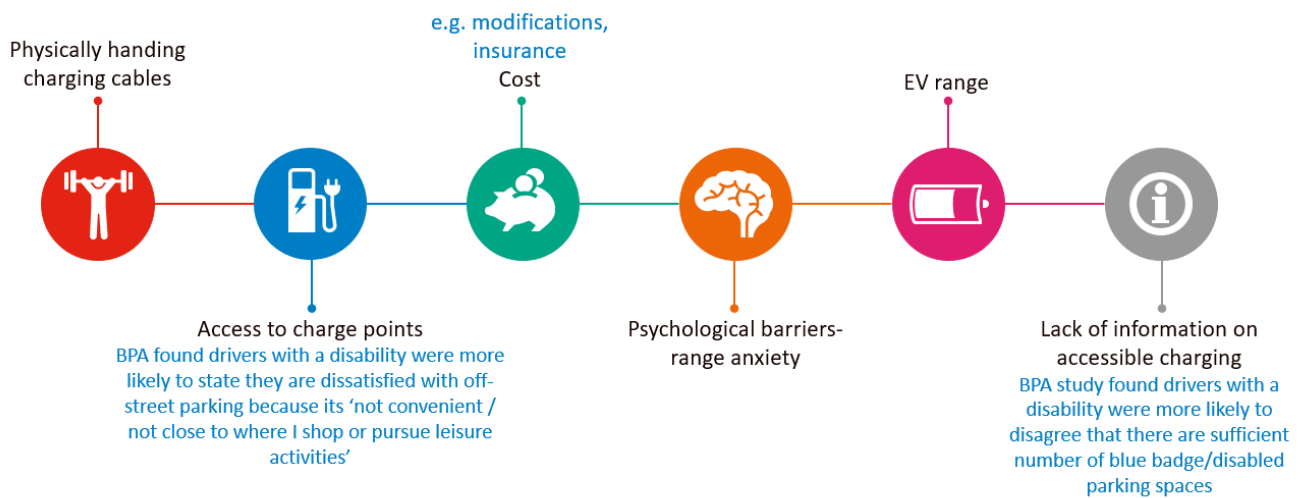 Physically handing
charging cables
Access to charge points
BPA found drivers with a disability were more
likely to state they are dissatisfied with off-
street parking because its ‘not convenient /
not close to where I shop or pursue leisure
activities’
e.g. modifications,
insurance
Cost
Psychological barriers-
range anxiety
EV range
Lack of information on
accessible charging
BPA study found drivers with a
disability were more likely to
disagree that there are sufficient
number of blue badge/disabled
parking spaces